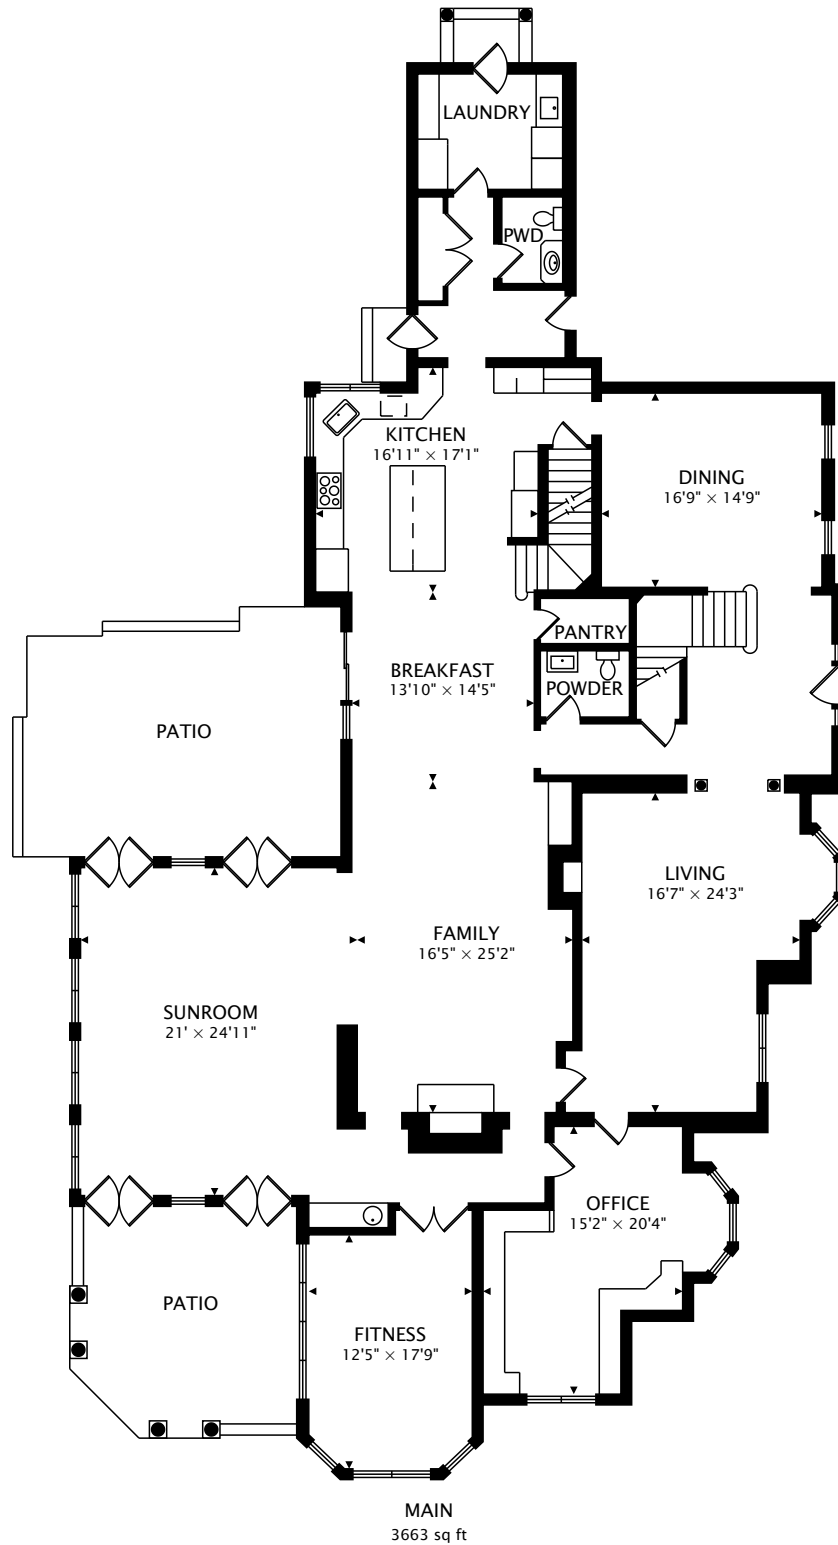 LAUNDRY
PWD
KITCHEN
16'11" × 17'1"
DINING
16'9" × 14'9"
PANTRY
BREAKFAST
13'10" × 14'5"
POWDER
PATIO
LIVING
16'7" × 24'3"
FAMILY
16'5" × 25'2"
SUNROOM
21' × 24'11"
OFFICE
15'2" × 20'4"
PATIO
FITNESS
12'5" × 17'9"
MAIN
3663 sq ft